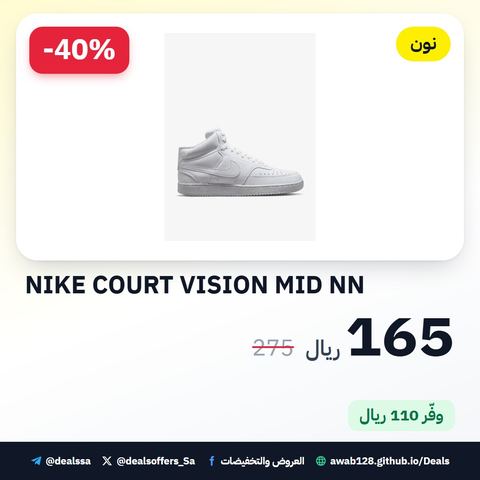 -40%
نون
NIKE COURT VISION MID NN
165 ريال 275
وفّر 110 ريال
@dealssa @dealsoffers_Sa العروض والتخفيضات awab128.github.io/Deals